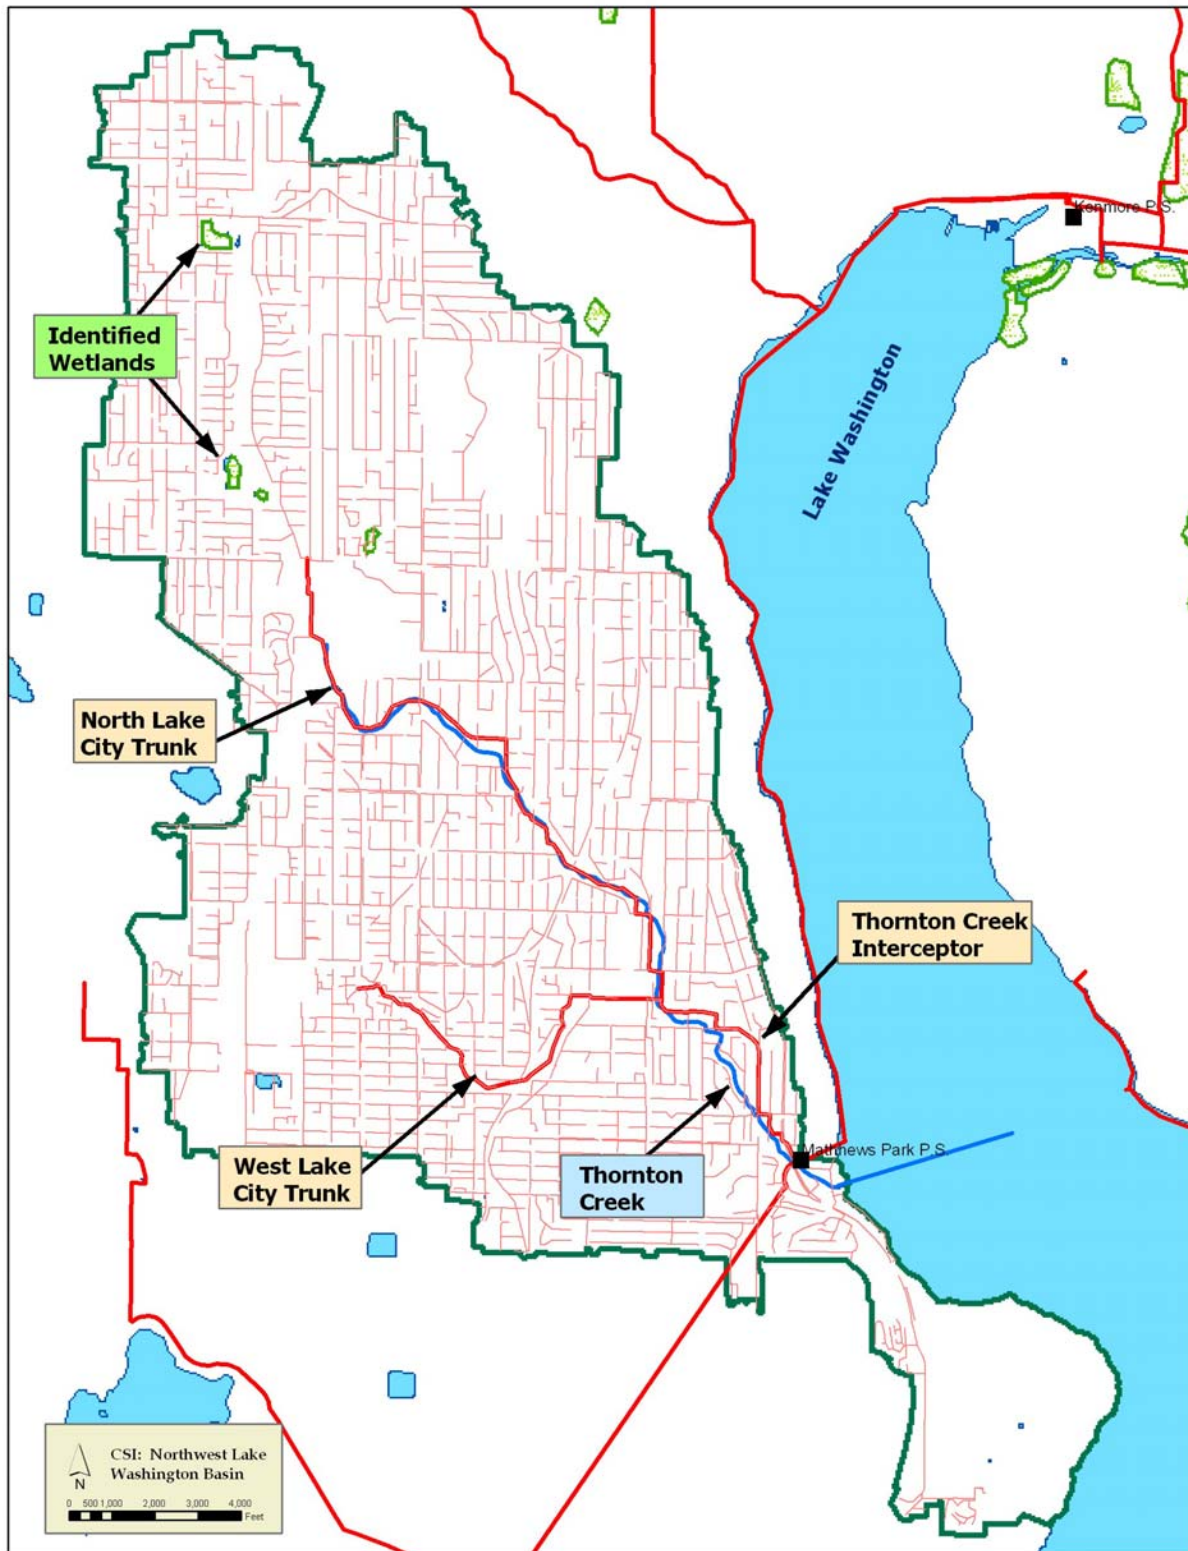 Kenmore P.S.
Identified
Wetlands
Lake Washington
North Lake
City Trunk
Thornton Creek
Interceptor
West Lake
City Trunk
Thornton
Creek
Matthews Park P.S.
CSI: Northwest Lake
Washington Basin
N
0 500 1,000 2,000 3,000 4,000
Feet